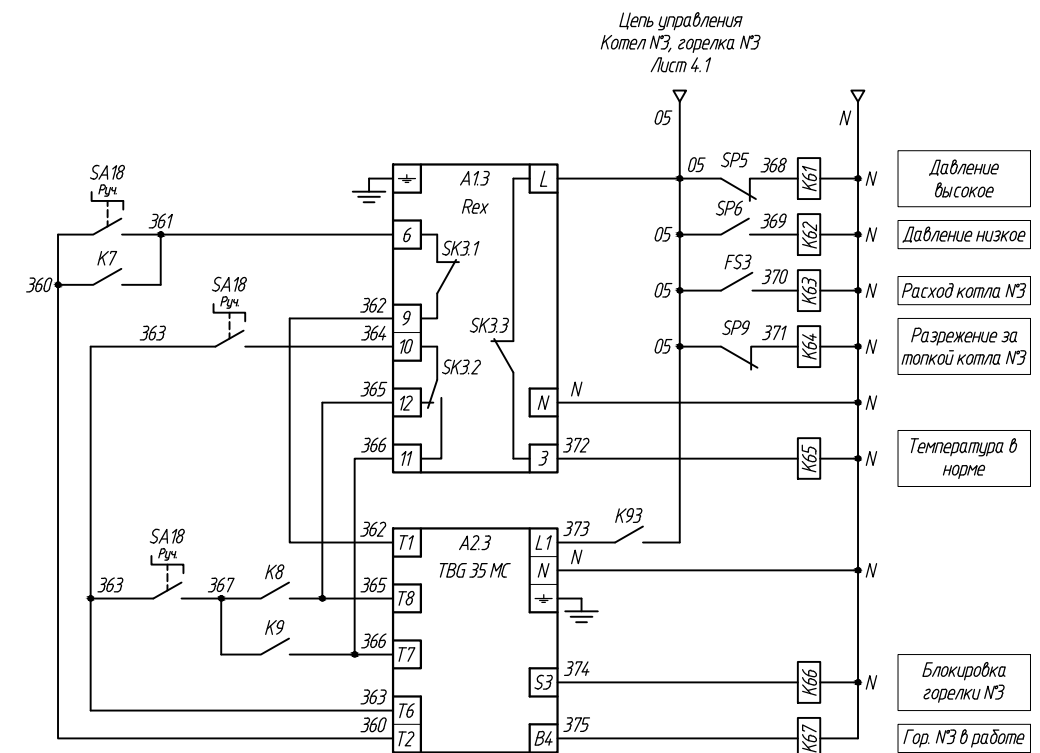 Цепь управления
Котел №3, горелка №3
Лист 4.1
05 N
SA18
Руч.
361
K7
360
SA18
Руч.
363
A1.3
Rex
L
6
SK3.1
362
9
364
10
SK3.3
SK3.2
365
12
N
N
366
11
3
372
05 SP5 368 K61 N
Давление
высокое
SP6
05 369 K62 N
Давление низкое
FS3
05 370 K63 N
Расход котла №3
SP9
05 371 K64 N
Разрежение за
топкой котла №3
N
K65 N
Температура в
норме
SA18
Руч.
363
367
K8
K9
362
T1
A2.3
TBG 35 MC
L1
373
K93
N
N
N
365
T8
366
T7
363
T6
360
T2
S3
374
K66
N
Блокировка
горелки №3
B4
375
K67
Гор. №3 в работе